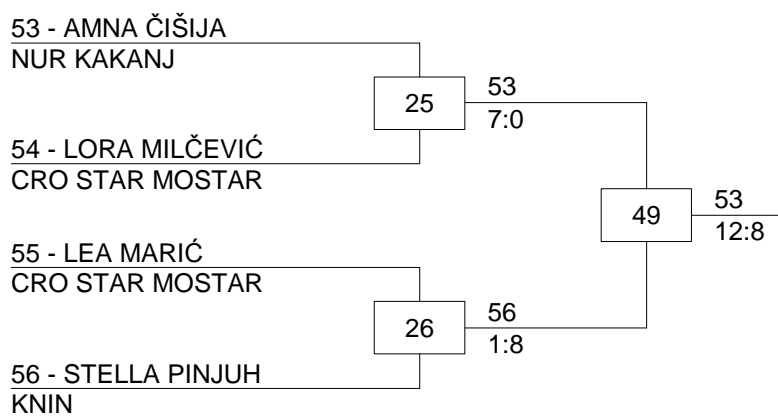 53 - AMNA ČIŠIJA
NUR KAKANJ
25
53
7:0
54 - LORA MILČEVIĆ
CRO STAR MOSTAR
49
53
12:8
55 - LEA MARIĆ
CRO STAR MOSTAR
26
56
1:8
56 - STELLA PINJUH
KNIN